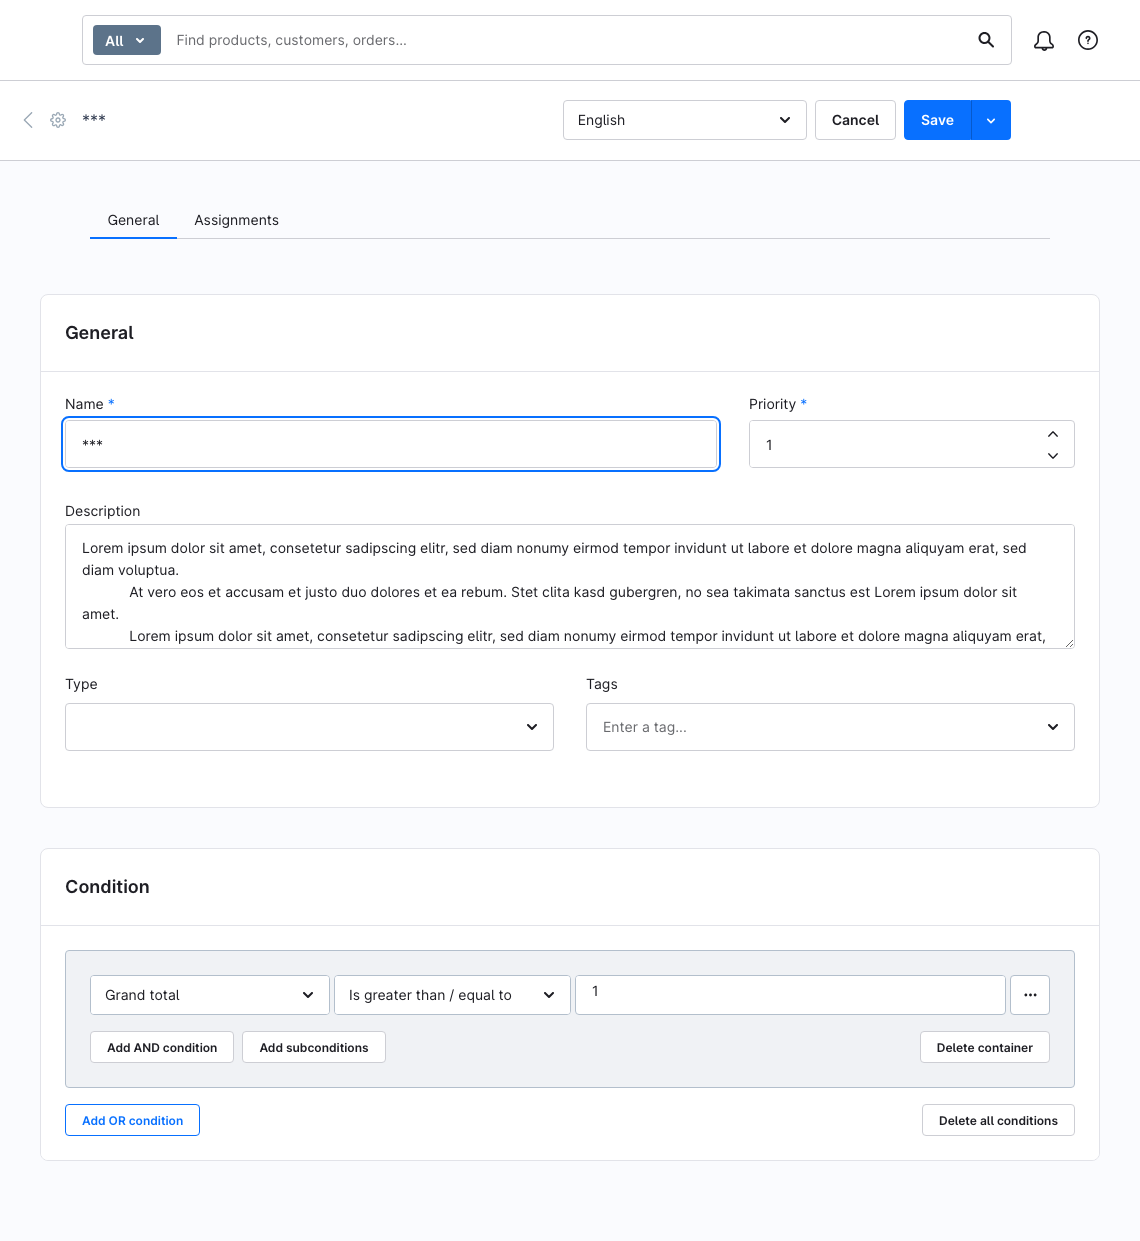 All
Find products, customers, orders...
***
English
Cancel
Save
General
Assignments
General
Name *
Priority *
***
1
Description
Lorem ipsum dolor sit amet, consetetur sadipscing elitr, sed diam nonumy eirmod tempor invidunt ut labore et dolore magna aliquyam erat, sed
diam voluptua.
At vero eos et accusam et justo duo dolores et ea rebum. Stet clita kasd gubergren, no sea takimata sanctus est Lorem ipsum dolor sit
amet.
Lorem ipsum dolor sit amet, consetetur sadipscing elitr, sed diam nonumy eirmod tempor invidunt ut labore et dolore magna aliquyam erat,
Type
Tags
Enter a tag...
Condition
Grand total
Is greater than / equal to
1
Add AND condition
Add subconditions
Delete container
Add OR condition
Delete all conditions